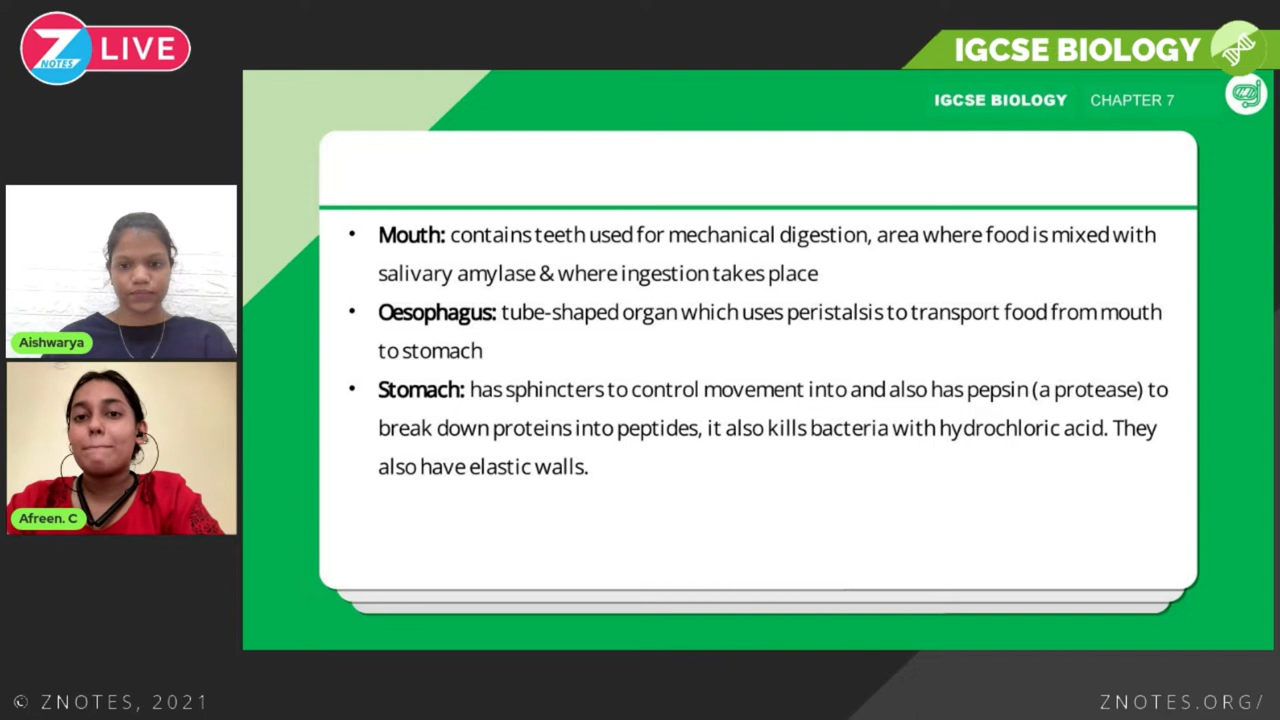 Z NOTES LIVE
IGCSE BIOLOGY
IGCSE BIOLOGY CHAPTER 7
• Mouth: contains teeth used for mechanical digestion, area where food is mixed with
salivary amylase & where ingestion takes place
• Oesophagus: tube-shaped organ which uses peristalsis to transport food from mouth
to stomach
• Stomach: has sphincters to control movement into and also has pepsin (a protease) to
break down proteins into peptides, it also kills bacteria with hydrochloric acid. They
also have elastic walls.
Aishwarya
Afreen. C
© ZNOTES, 2021
ZNOTES.ORG/